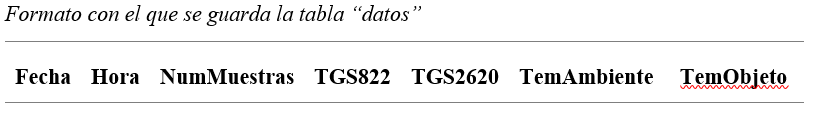 Formato con el que se guarda la tabla “datos”
Fecha Hora NumMuestras TGS822 TGS2620 TemAmbiente TemObjeto